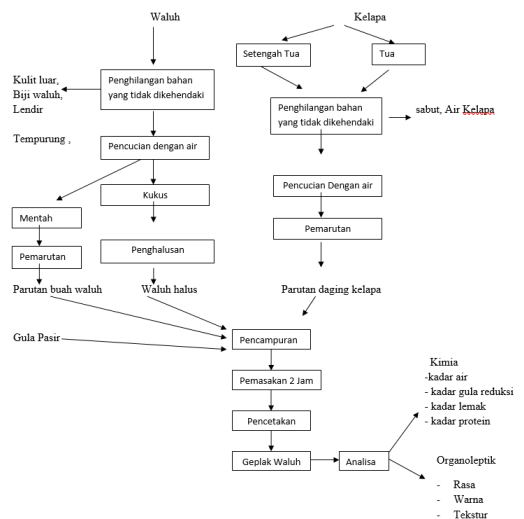 Waluh
Kelapa
Setengah Tua
Tua
Kulit luar,
Biji waluh,
Lendir
Penghilangan bahan
yang tidak dikehendaki
Penghilangan bahan
yang tidak dikehendaki
sabut, Air Kelapa
Tempurung ,
Pencucian dengan air
Kukus
Pencucian Dengan air
Mentah
Pemarutan
Penghalusan
Pemarutan
Parutan buah waluh
Waluh halus
Parutan daging kelapa
Gula Pasir
Pencampuran
Pemasakan 2 Jam
Pencetakan
Geplak Waluh
Analisa
Kimia
-kadar air
- kadar gula reduksi
- kadar lemak
- kadar protein
Organoleptik
- Rasa
- Warna
- Tekstur